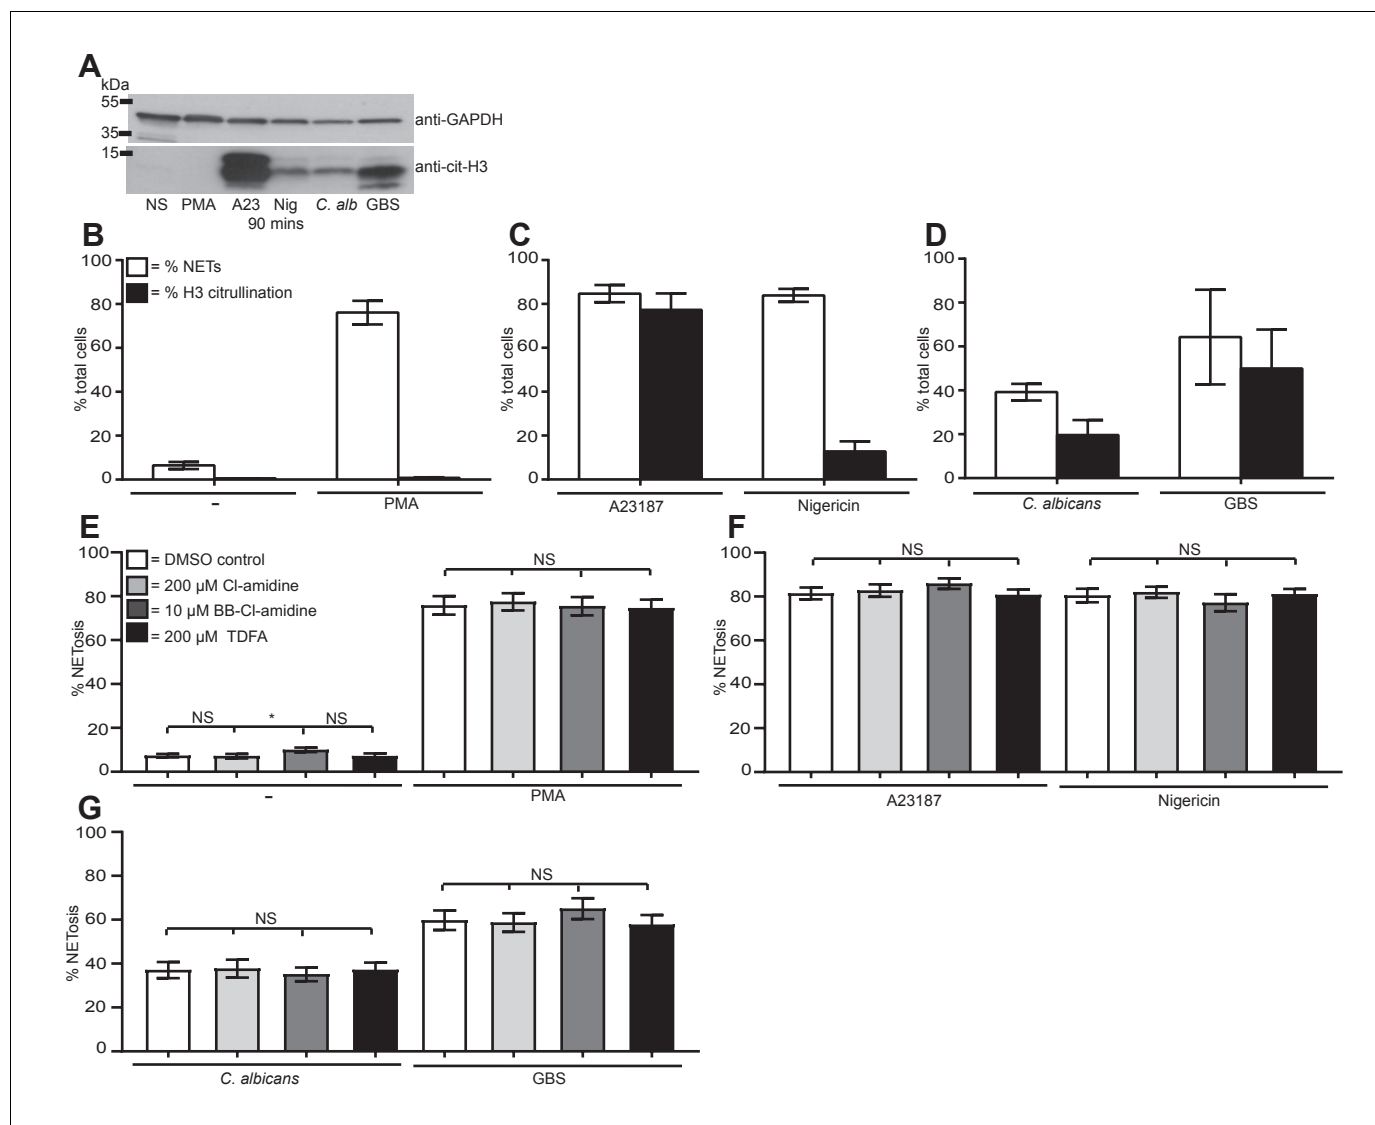 A
kDa
55
35
anti-GAPDH
15
anti-cit-H3
NS PMA A23 Nig C. alb GBS
90 mins
B
100
80
60
40
20
0
% total cells
= % NETs
= % H3 citrullination
– PMA
C
100
80
60
40
20
0
% total cells
A23187 Nigericin
D
100
80
60
40
20
0
% total cells
C. albicans GBS
E
100
80
60
40
20
0
% NETosis
= DMSO control
= 200 µM Cl-amidine
= 10 µM BB-Cl-amidine
= 200 µM TDFA
NS * NS
NS
– PMA
F
100
80
60
40
20
0
% NETosis
NS NS
A23187 Nigericin
G
100
80
60
40
20
0
% NETosis
NS NS
C. albicans GBS